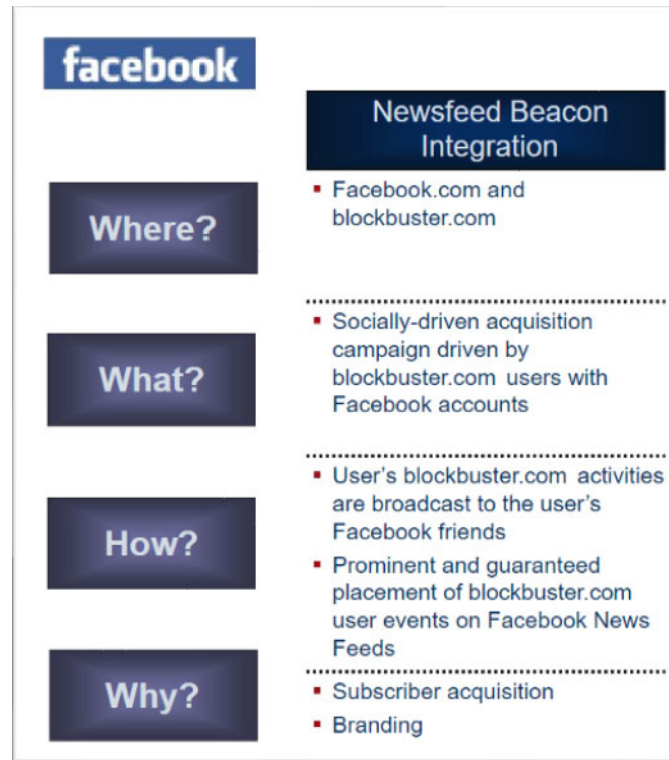 facebook
Newsfeed Beacon
Integration
Where?
▪ Facebook.com and
blockbuster.com
What?
▪ Socially-driven acquisition
campaign driven by
blockbuster.com users with
Facebook accounts
How?
▪ User's blockbuster.com activities
are broadcast to the user's
Facebook friends
▪ Prominent and guaranteed
placement of blockbuster.com
user events on Facebook News
Feeds
Why?
▪ Subscriber acquisition
▪ Branding